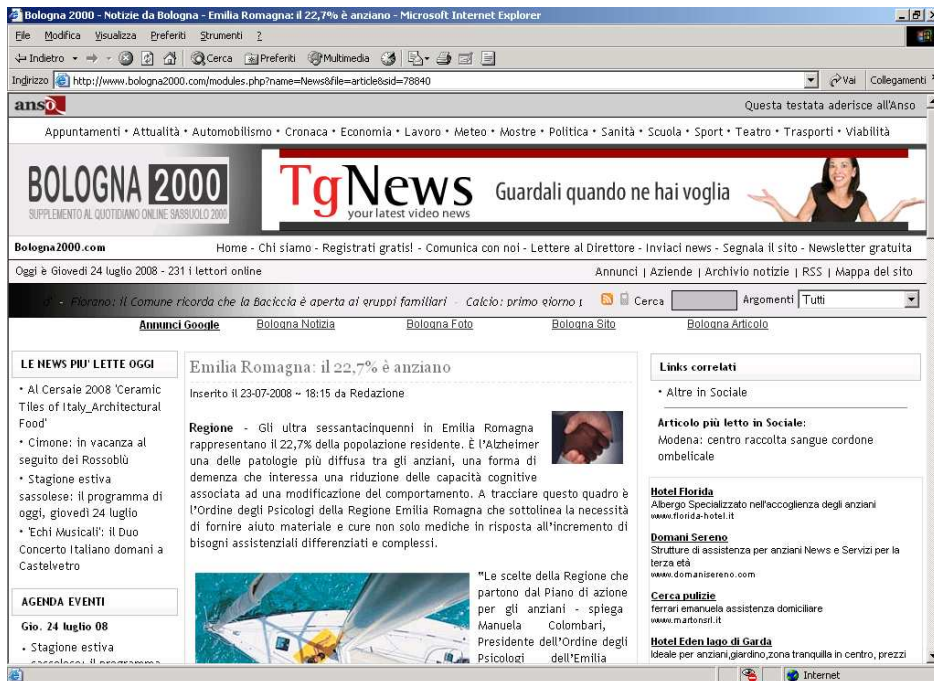 Bologna 2000 - Notizie da Bologna - Emilia Romagna: il 22,7% è anziano - Microsoft Internet Explorer
File Modifica Visualizza Preferiti Strumenti ?
Indietro Cerca Preferiti Multimedia
Indirizzo http://www.bologna2000.com/modules.php?name=News&file=article&sid=78840 Vai Collegamenti
anso Questa testata aderisce all'Anso
Appuntamenti • Attualità • Automobilismo • Cronaca • Economia • Lavoro • Meteo • Mostre • Politica • Sanità • Scuola • Sport • Teatro • Trasporti • Viabilità
BOLOGNA 2000
SUPPLEMENTO AL QUOTIDIANO ONLINE SASSUOLO 2000
TgNews Guardali quando ne hai voglia
your latest video news
Bologna2000.com Home - Chi siamo - Registrati gratis! - Comunica con noi - Lettere al Direttore - Inviaci news - Segnala il sito - Newsletter gratuita
Oggi è Giovedi 24 luglio 2008 - 231 i lettori online Annunci | Aziende | Archivio notizie | RSS | Mappa del sito
- Fiorano: il Comune ricorda che la Baciccia è aperta ai gruppi familiari - Calcio: primo giorno Cerca Argomenti Tutti
Annunci Google Bologna Notizia Bologna Foto Bologna Sito Bologna Articolo
LE NEWS PIU' LETTE OGGI
• Al Cersaie 2008 'Ceramic
Tiles of Italy_Architectural
Food'
• Cimone: in vacanza al
seguito dei Rossoblù
• Stagione estiva
sassolese: il programma di
oggi, giovedì 24 luglio
• 'Echi Musicali': il Duo
Concerto Italiano domani a
Castelvetro
AGENDA EVENTI
Gio. 24 luglio 08
• Stagione estiva
sassolese: il programma
Emilia Romagna: il 22,7% è anziano
Inserito il 23-07-2008 ~ 18:15 da Redazione
Regione - Gli ultra sessantacinquenni in Emilia Romagna
rappresentano il 22,7% della popolazione residente. È l'Alzheimer
una delle patologie più diffusa tra gli anziani, una forma di
demenza che interessa una riduzione delle capacità cognitive
associata ad una modificazione del comportamento. A tracciare questo quadro è
l'Ordine degli Psicologi della Regione Emilia Romagna che sottolinea la necessità
di fornire aiuto materiale e cure non solo mediche in risposta all'incremento di
bisogni assistenziali differenziati e complessi.
"Le scelte della Regione che
partono dal Piano di azione
per gli anziani - spiega
Manuela Colombari,
Presidente dell'Ordine degli
Psicologi dell'Emilia
Links correlati
• Altre in Sociale
Articolo più letto in Sociale:
Modena: centro raccolta sangue cordone
ombelicale
Hotel Florida
Albergo Specializzato nell'accoglienza degli anziani
www.florida-hotel.it
Domani Sereno
Strutture di assistenza per anziani News e Servizi per la
terza età
www.domanisereno.com
Cerca pulizie
ferrari emanuela assistenza domiciliare
www.martonsrl.it
Hotel Eden lago di Garda
Ideale per anziani,giardino,zona tranquilla in centro, prezzi
Internet